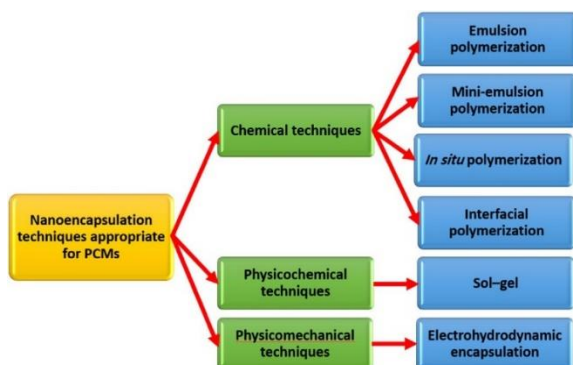 Nanoencapsulation
techniques appropriate
for PCMs
Chemical techniques
Emulsion
polymerization
Mini-emulsion
polymerization
In situ polymerization
Interfacial
polymerization
Physicochemical
techniques
Sol–gel
Physicomechanical
techniques
Electrohydrodynamic
encapsulation